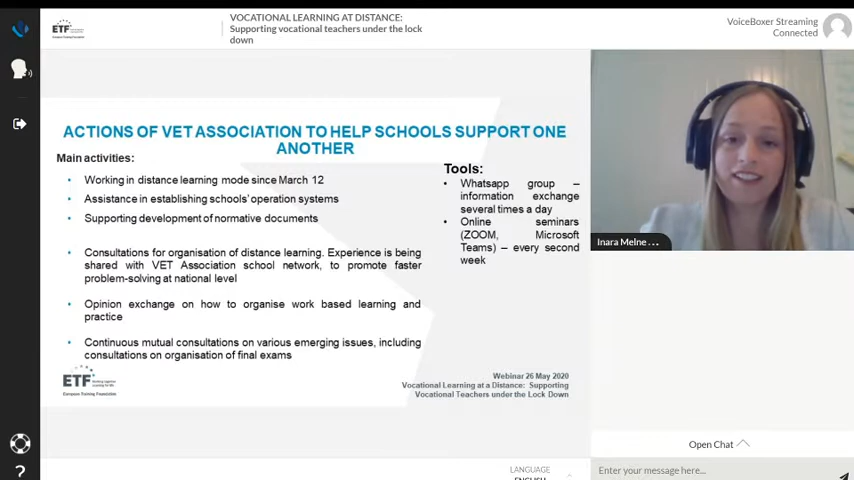 ETF
VOCATIONAL LEARNING AT DISTANCE:
Supporting vocational teachers under the lock
down
VoiceBoxer Streaming
Connected
ACTIONS OF VET ASSOCIATION TO HELP SCHOOLS SUPPORT ONE
ANOTHER
Main activities:
• Working in distance learning mode since March 12
• Assistance in establishing schools' operation systems
• Supporting development of normative documents
• Consultations for organisation of distance learning. Experience is being
shared with VET Association school network, to promote faster
problem-solving at national level
• Opinion exchange on how to organise work based learning and
practice
• Continuous mutual consultations on various emerging issues, including
consultations on organisation of final exams
Tools:
• Whatsapp group –
information exchange
several times a day
• Online seminars
(ZOOM, Microsoft
Teams) – every second
week
Inara Melne ...
ETF
European Training Foundation
Webinar 26 May 2020
Vocational Learning at a Distance: Supporting
Vocational Teachers under the Lock Down
Open Chat
?
LANGUAGE
ENGLISH
Enter your message here...